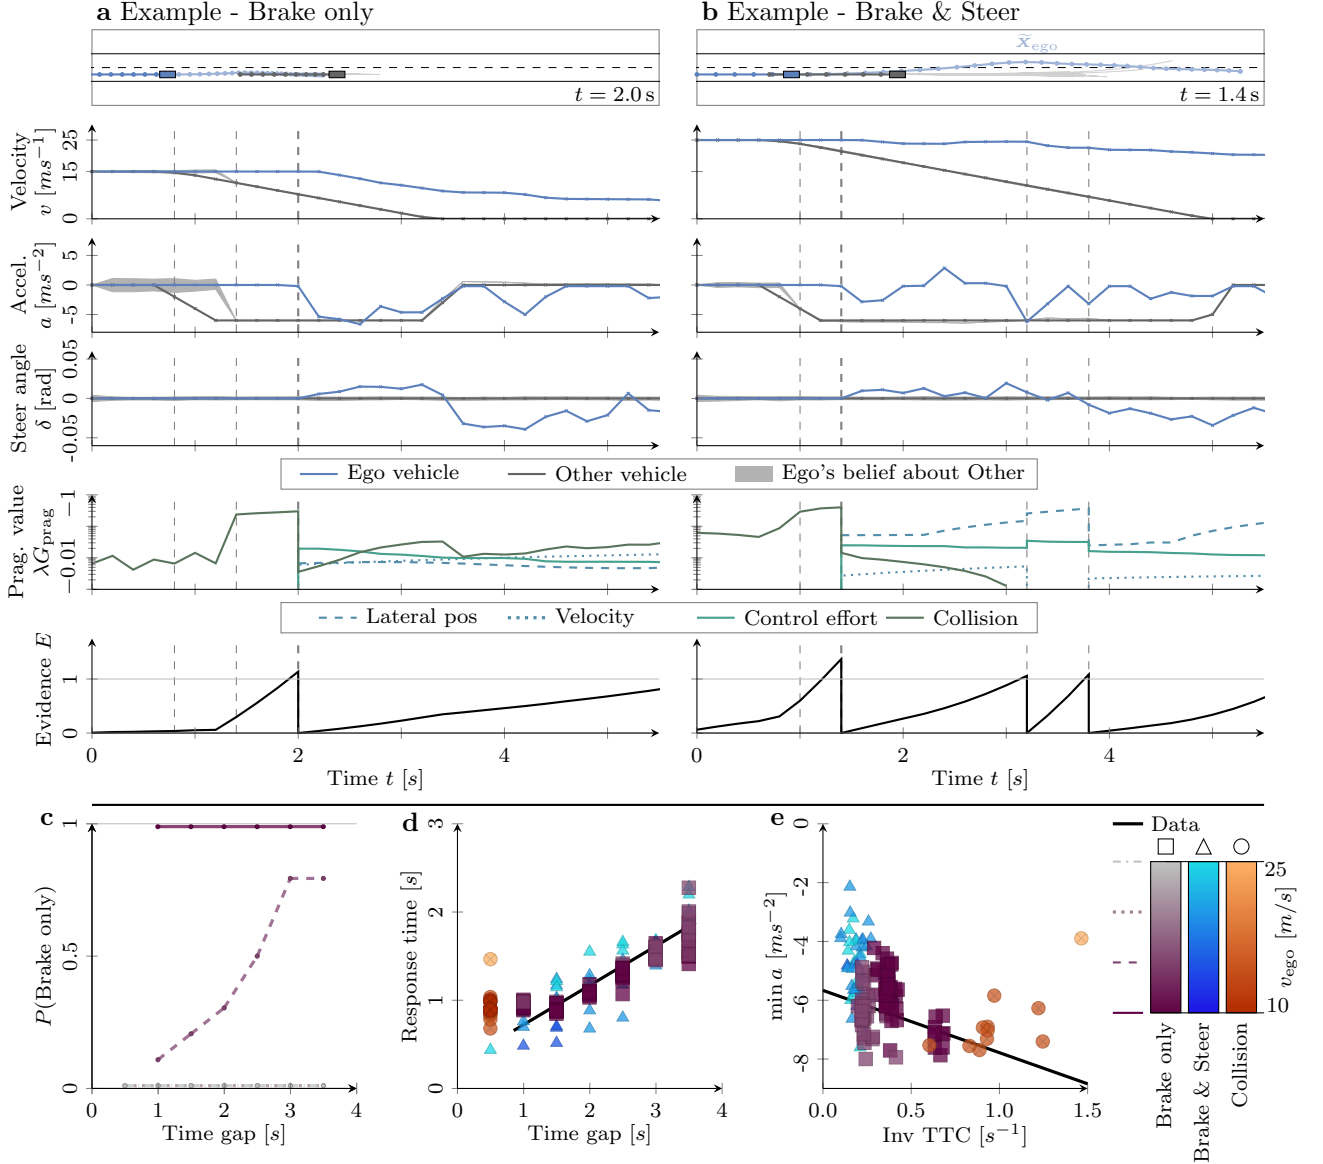 a Example - Brake only
b Example - Brake & Steer
x̃ego
t = 2.0 s
t = 1.4 s
Velocity
v [ms−1]
25
15
0
Accel.
a [ms−2]
5
0
-5
Steer angle
δ [rad]
0.05
0
-0.05
Ego vehicle
Other vehicle
Ego's belief about Other
Prag. value
λGprag
−1
−0.01
Lateral pos
Velocity
Control effort
Collision
Evidence E
1
0
0 2 4
Time t [s]
0 2 4
Time t [s]
c
P(Brake only)
1
0.5
0
0 1 2 3 4
Time gap [s]
d
Response time [s]
3
2
1
0
0 1 2 3 4
Time gap [s]
e
min a [ms−2]
0
-2
-4
-6
-8
0.0 0.5 1.0 1.5
Inv TTC [s−1]
Data
25
10
vego [m/s]
Brake only
Brake & Steer
Collision